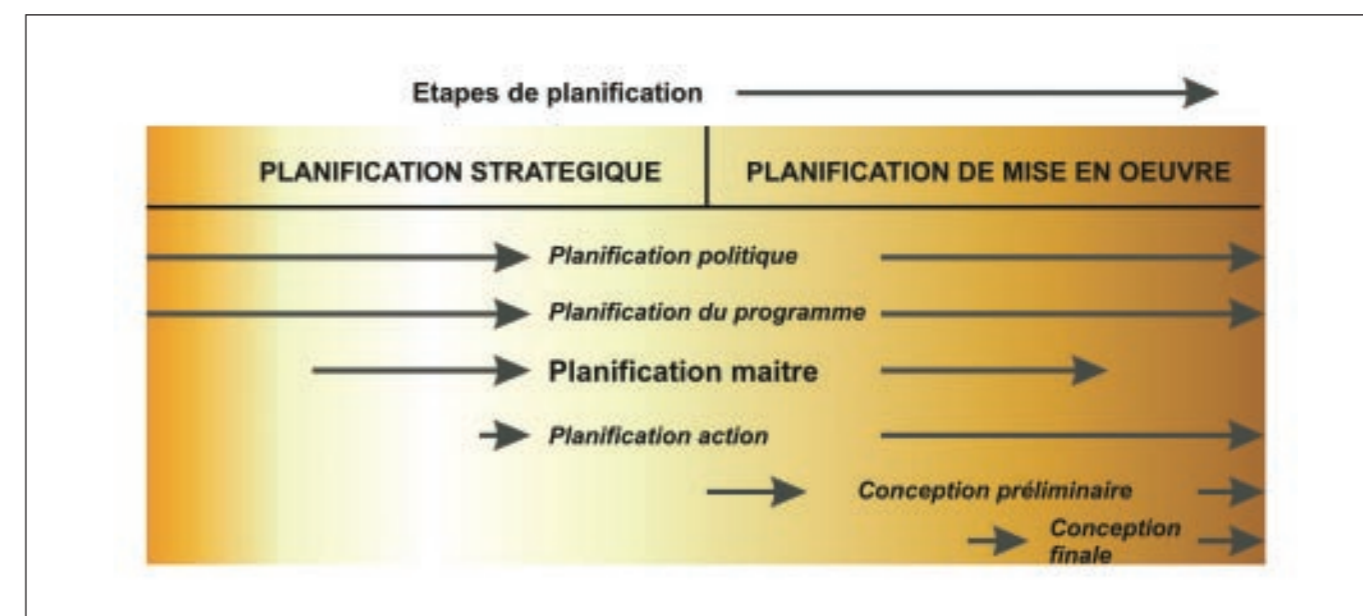 Etapes de planification
PLANIFICATION STRATEGIQUE
PLANIFICATION DE MISE EN OEUVRE
Planification politique
Planification du programme
Planification maitre
Planification action
Conception préliminaire
Conception
finale